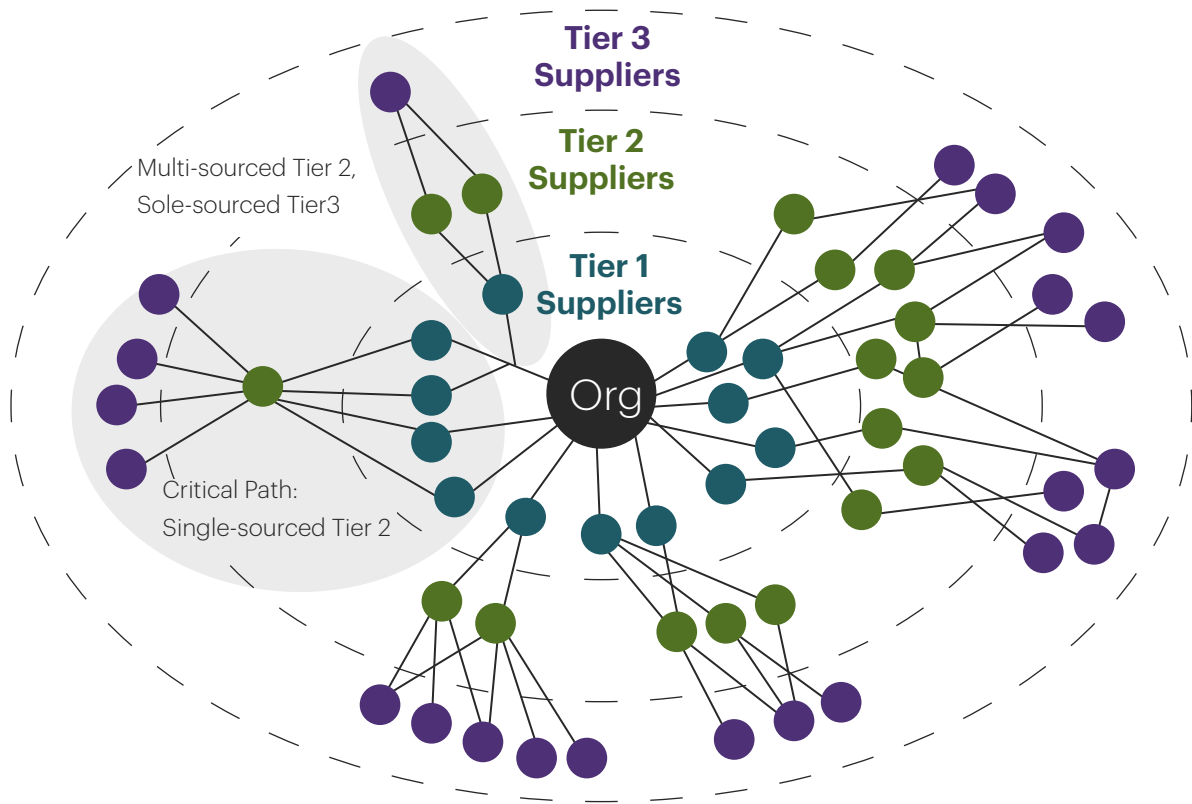 Tier 3
Suppliers
Tier 2
Suppliers
Multi-sourced Tier 2,
Sole-sourced Tier3
Tier 1
Suppliers
Org
Critical Path:
Single-sourced Tier 2